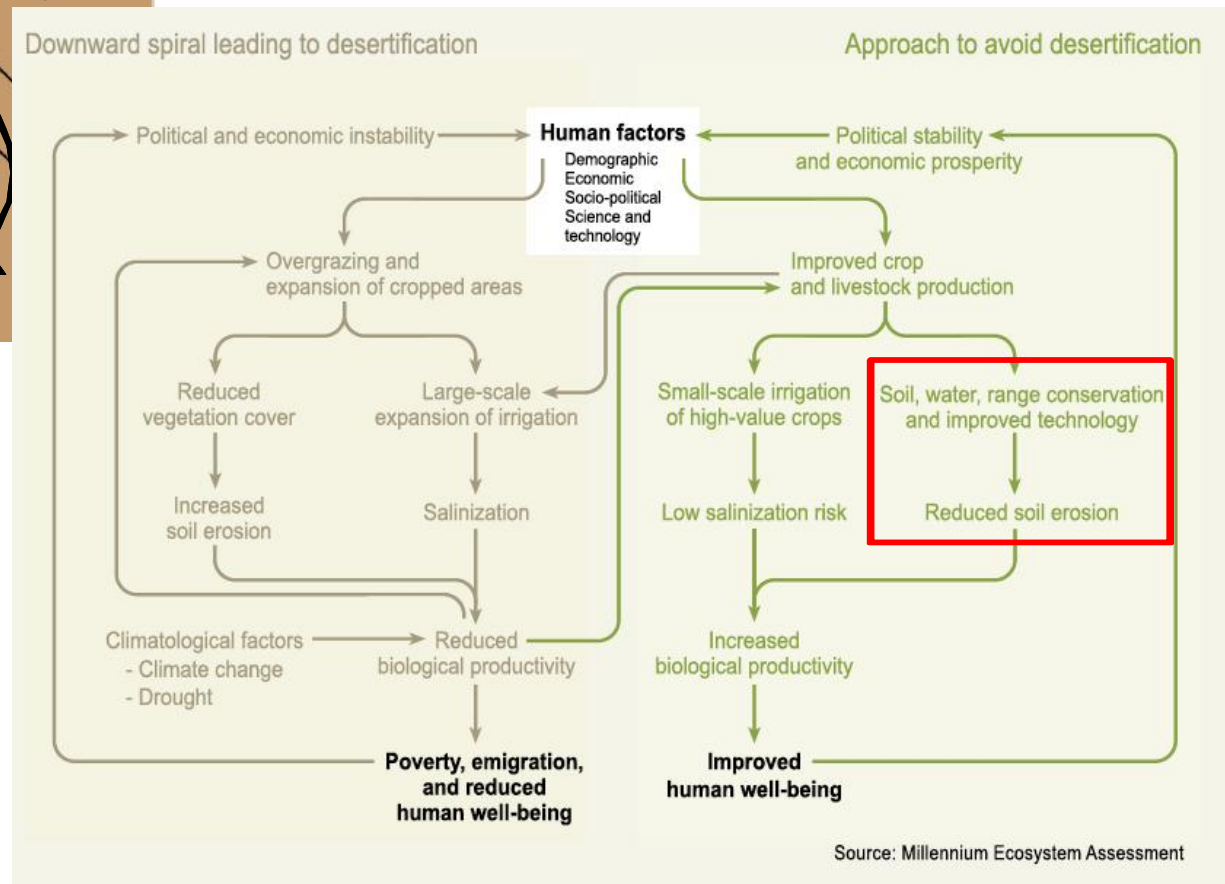 Downward spiral leading to desertification
Approach to avoid desertification
Political and economic instability
Human factors
Demographic
Economic
Socio-political
Science and
technology
Political stability
and economic prosperity
Overgrazing and
expansion of cropped areas
Improved crop
and livestock production
Reduced
vegetation cover
Large-scale
expansion of irrigation
Small-scale irrigation
of high-value crops
Soil, water, range conservation
and improved technology
Increased
soil erosion
Salinization
Low salinization risk
Reduced soil erosion
Climatological factors
- Climate change
- Drought
Reduced
biological productivity
Increased
biological productivity
Poverty, emigration,
and reduced
human well-being
Improved
human well-being
Source: Millennium Ecosystem Assessment